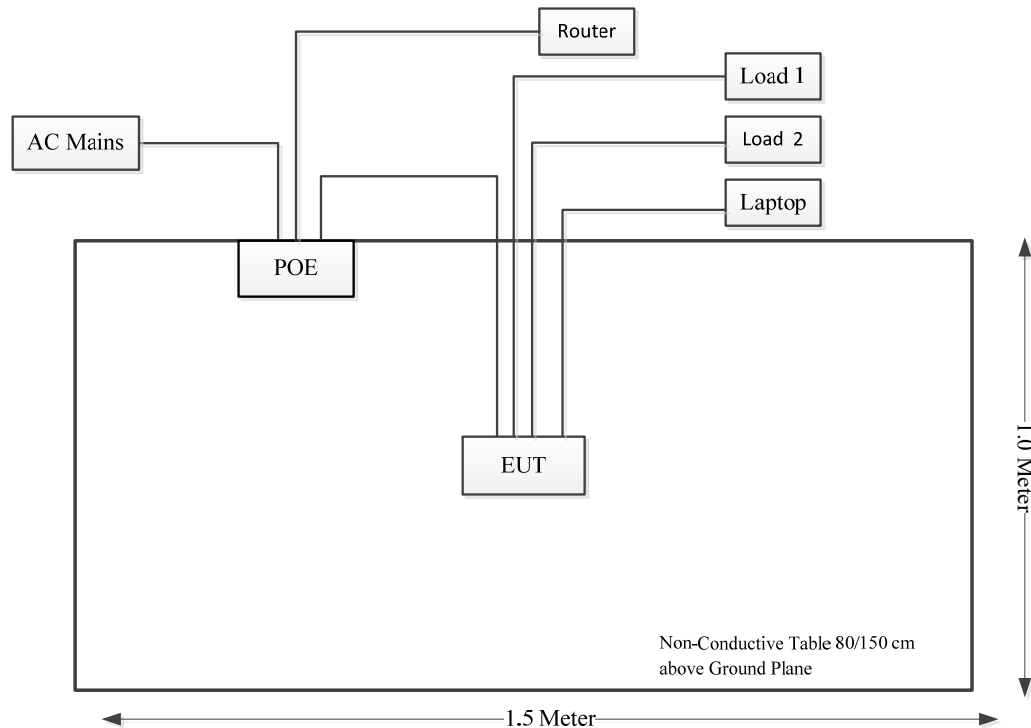 Router
Load 1
AC Mains
Load 2
Laptop
POE
EUT
1.0 Meter
Non-Conductive Table 80/150 cm
above Ground Plane
1.5 Meter